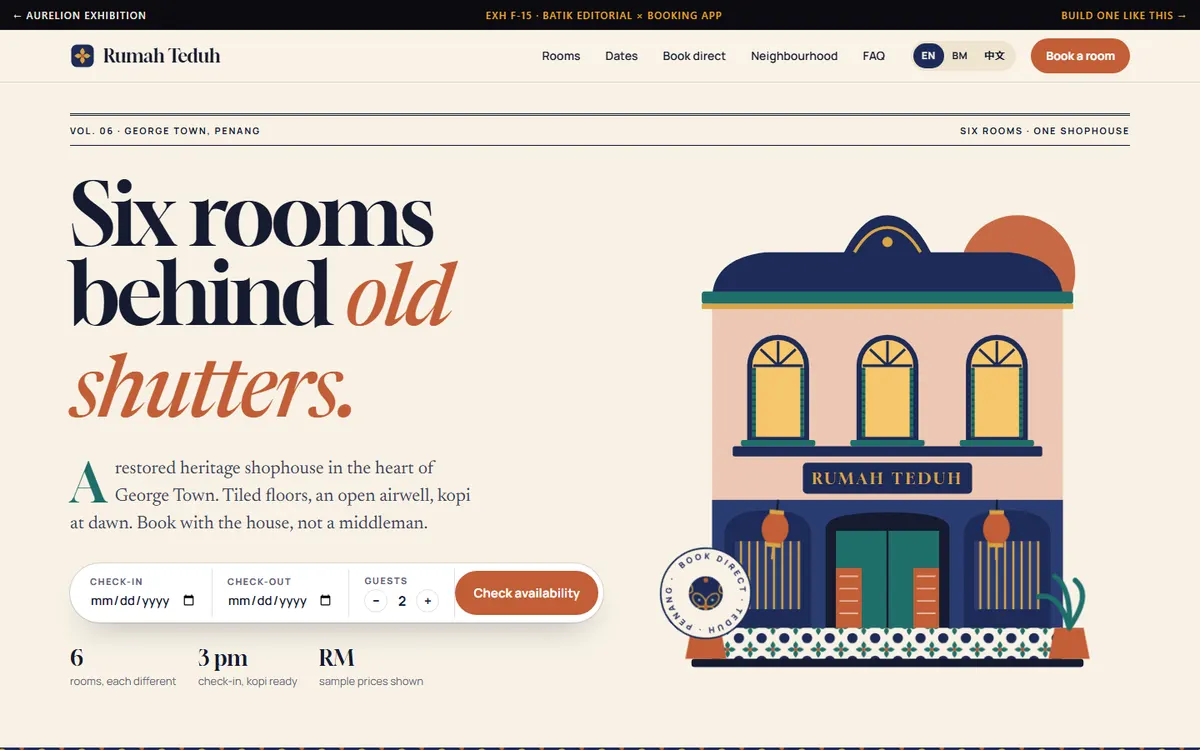 ← AURELION EXHIBITION
EXH F-15 · BATIK EDITORIAL × BOOKING APP
BUILD ONE LIKE THIS →
Rumah Teduh
Rooms
Dates
Book direct
Neighbourhood
FAQ
EN
BM
中文
Book a room
VOL. 06 · GEORGE TOWN, PENANG
SIX ROOMS · ONE SHOPHOUSE
Six rooms
behind old
shutters.
A restored heritage shophouse in the heart of
George Town. Tiled floors, an open airwell, kopi
at dawn. Book with the house, not a middleman.
CHECK-IN
mm/dd/yyyy
CHECK-OUT
mm/dd/yyyy
GUESTS
− 2 +
Check availability
6
rooms, each different
3 pm
check-in, kopi ready
RM
sample prices shown
RUMAH TEDUH
BOOK DIRECT · TEDUH · PENANG ·